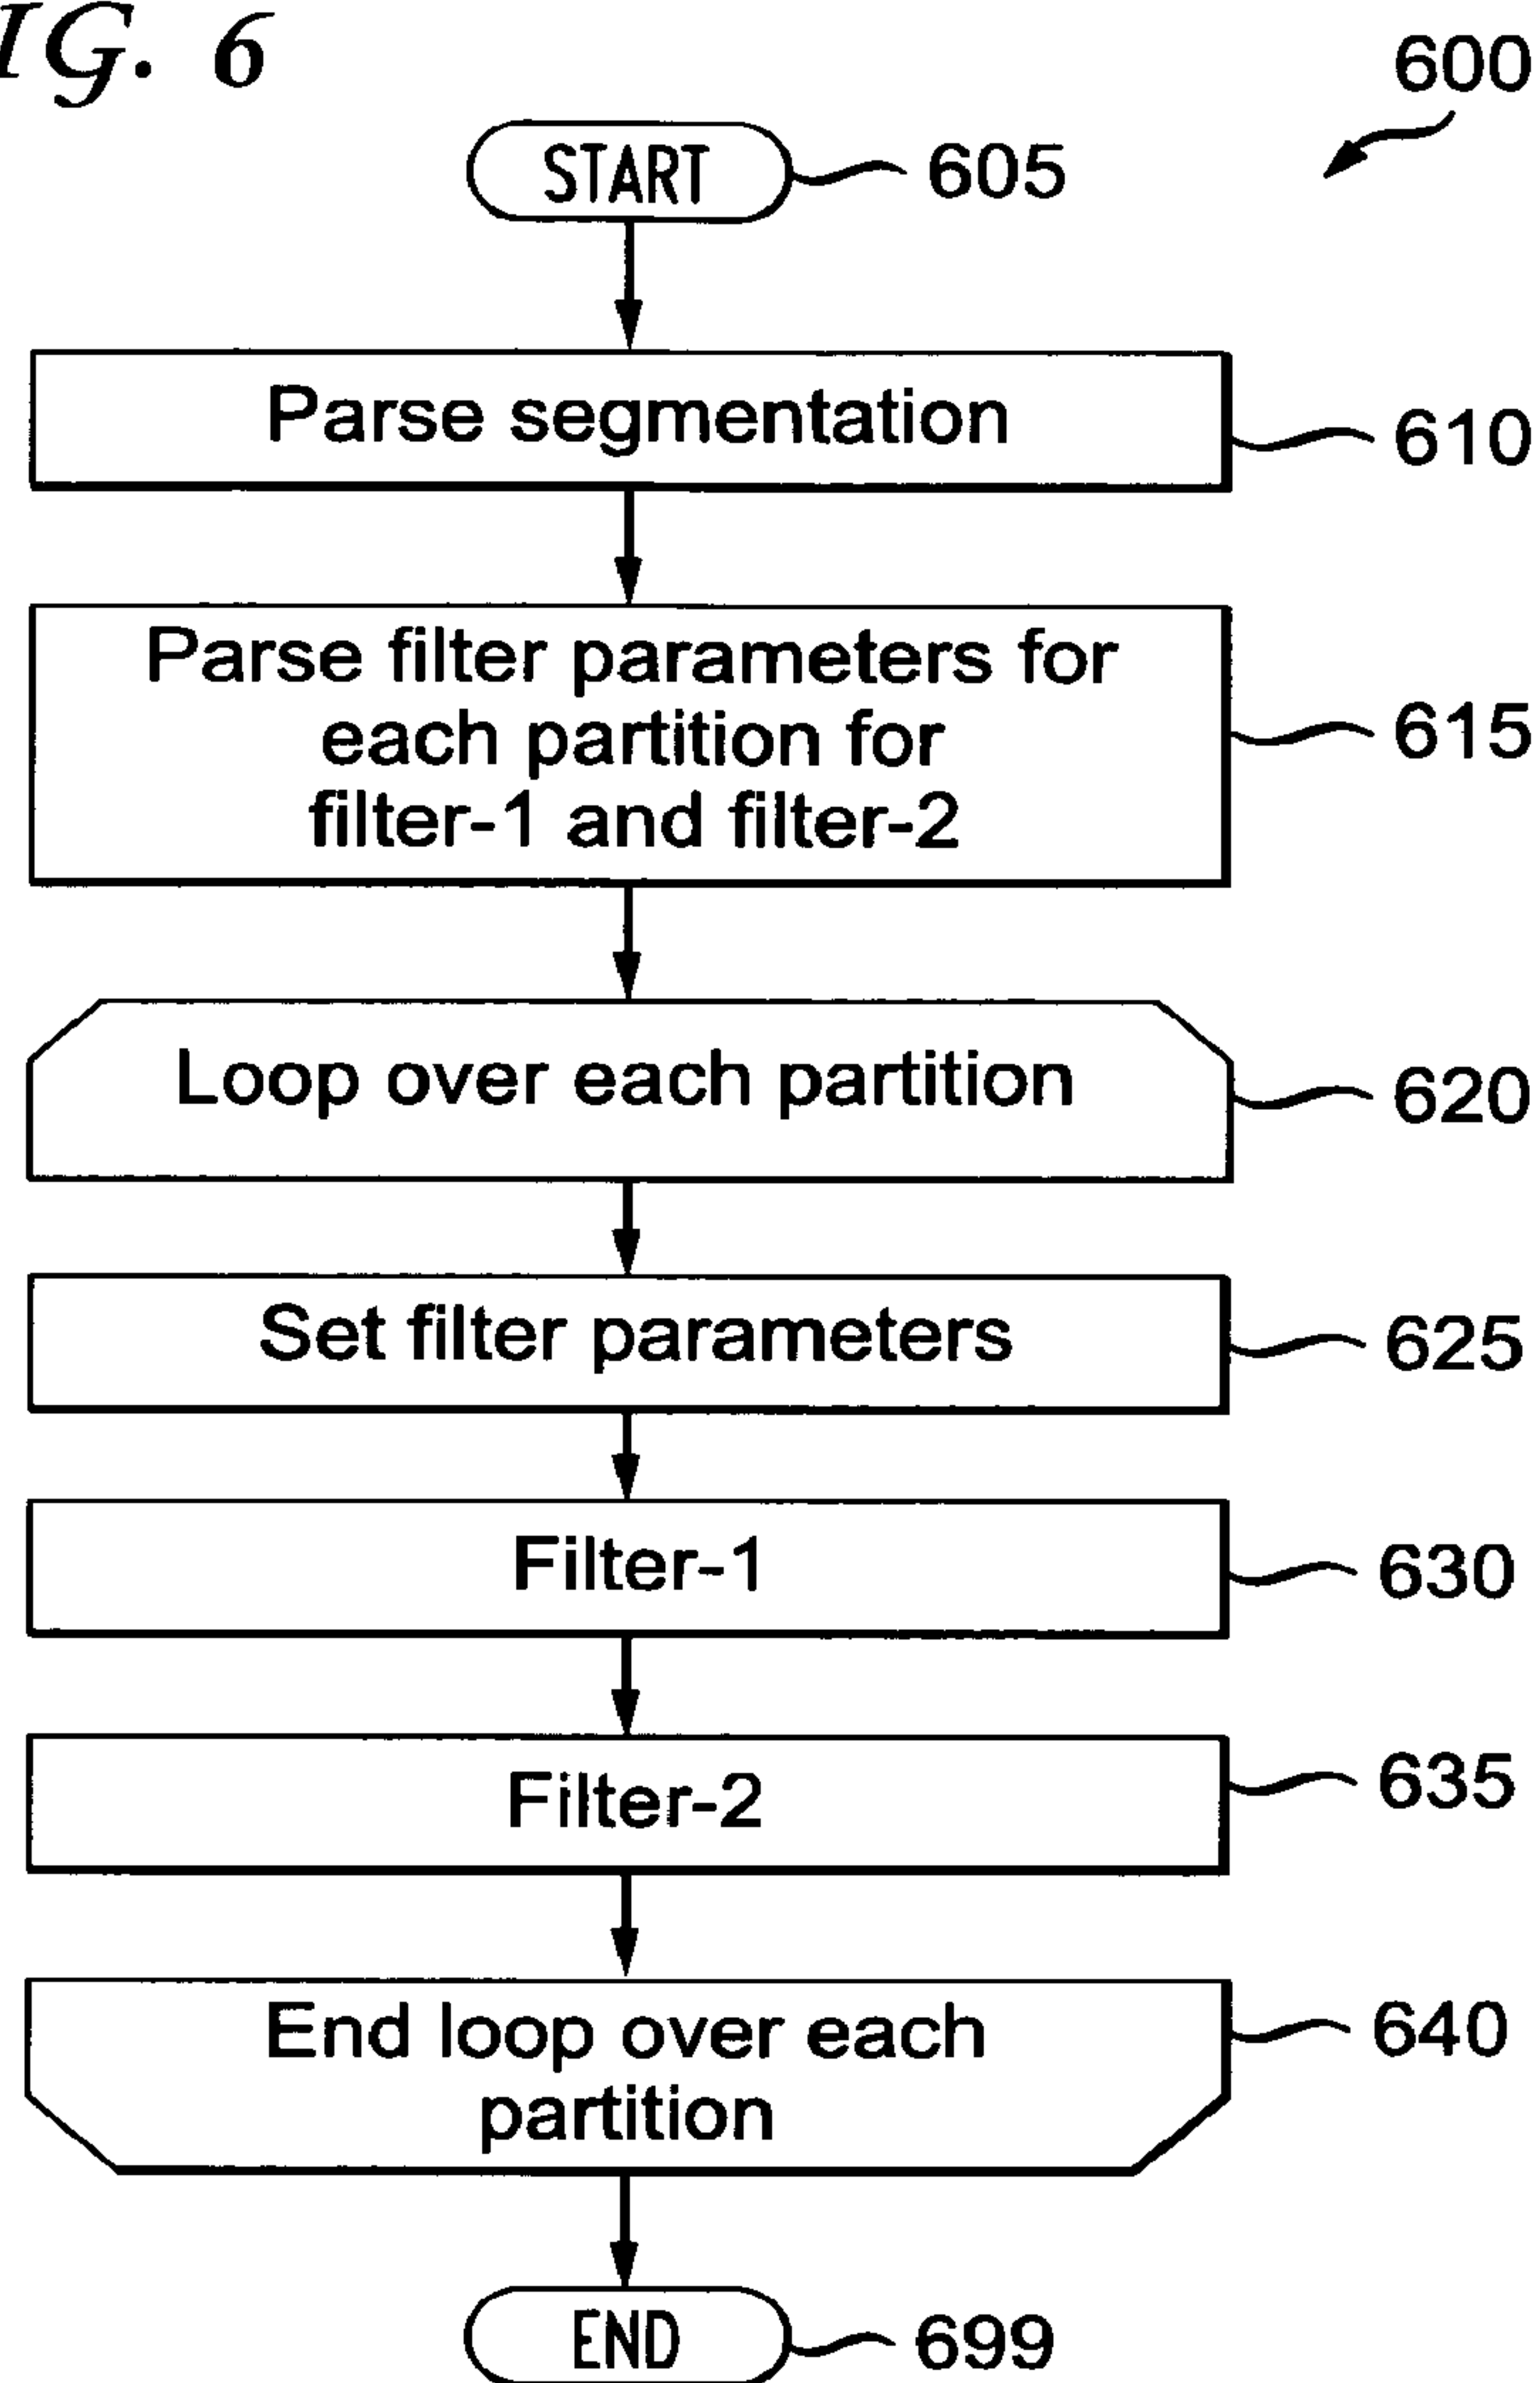 IG. 6
600
START
605
Parse segmentation
610
Parse filter parameters for
each partition for
filter-1 and filter-2
615
Loop over each partition
620
Set filter parameters
625
Filter-1
630
Filter-2
635
End loop over each
partition
640
END
699